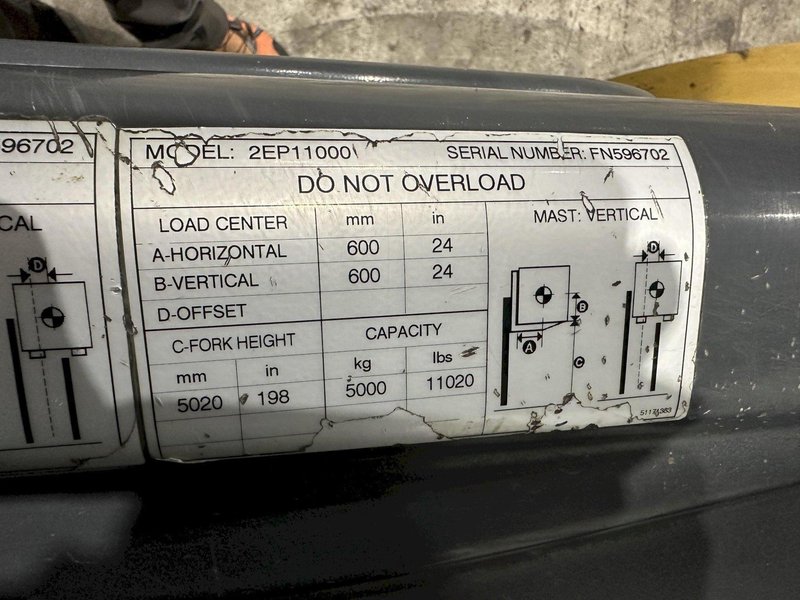 96702
CAL
D
MODEL: 2EP11000 SERIAL NUMBER: FN596702
DO NOT OVERLOAD
LOAD CENTER mm in MAST: VERTICAL
A-HORIZONTAL 600 24
B-VERTICAL 600 24
D-OFFSET
C-FORK HEIGHT CAPACITY
mm in kg lbs
5020 198 5000 11020
D
B
A
C